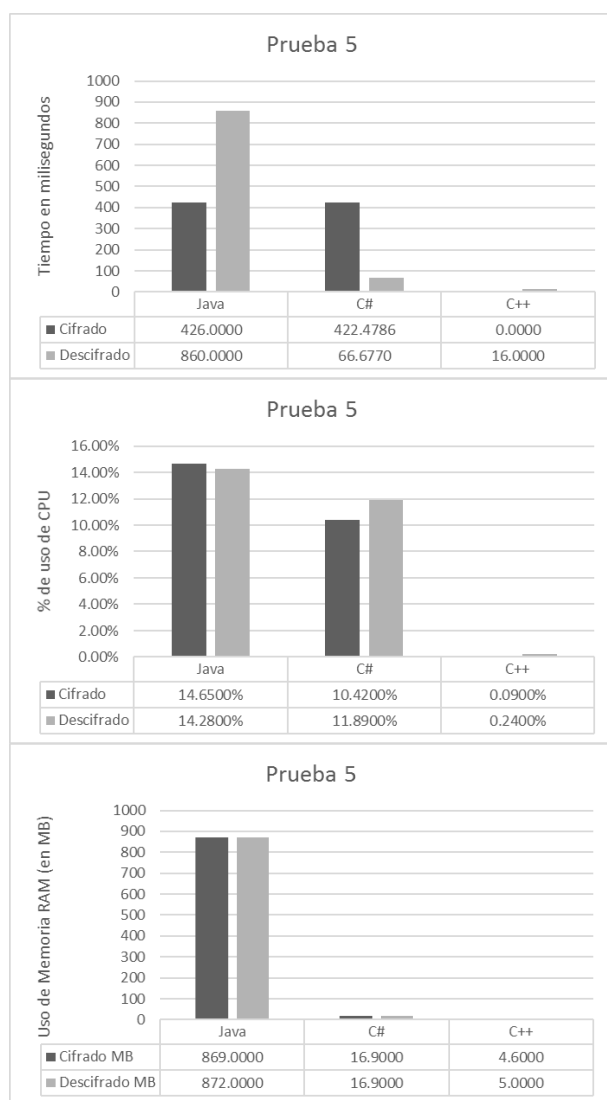 Prueba 5
Tiempo en milisegundos
1000
900
800
700
600
500
400
300
200
100
0
Java C# C++
Cifrado 426.0000 422.4786 0.0000
Descifrado 860.0000 66.6770 16.0000
Prueba 5
% de uso de CPU
16.00%
14.00%
12.00%
10.00%
8.00%
6.00%
4.00%
2.00%
0.00%
Java C# C++
Cifrado 14.6500% 10.4200% 0.0900%
Descifrado 14.2800% 11.8900% 0.2400%
Prueba 5
Uso de Memoria RAM (en MB)
1000
900
800
700
600
500
400
300
200
100
0
Java C# C++
Cifrado MB 869.0000 16.9000 4.6000
Descifrado MB 872.0000 16.9000 5.0000